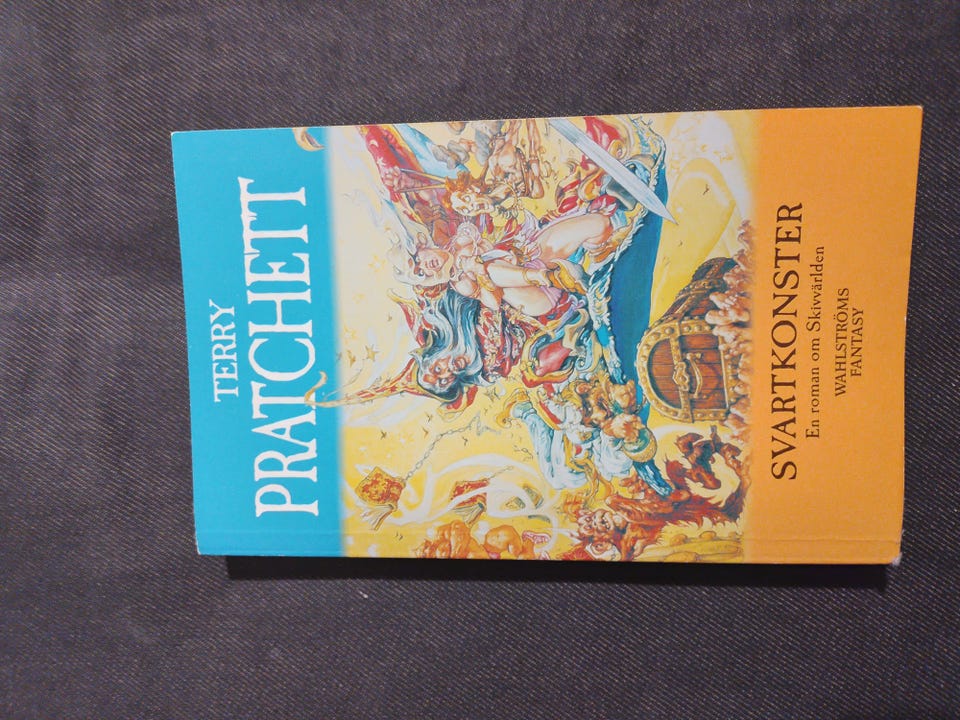 TERRY
PRATCHETT
SVARTKONSTER
En roman om Skivvärlden
WAHLSTRÖMS
FANTASY